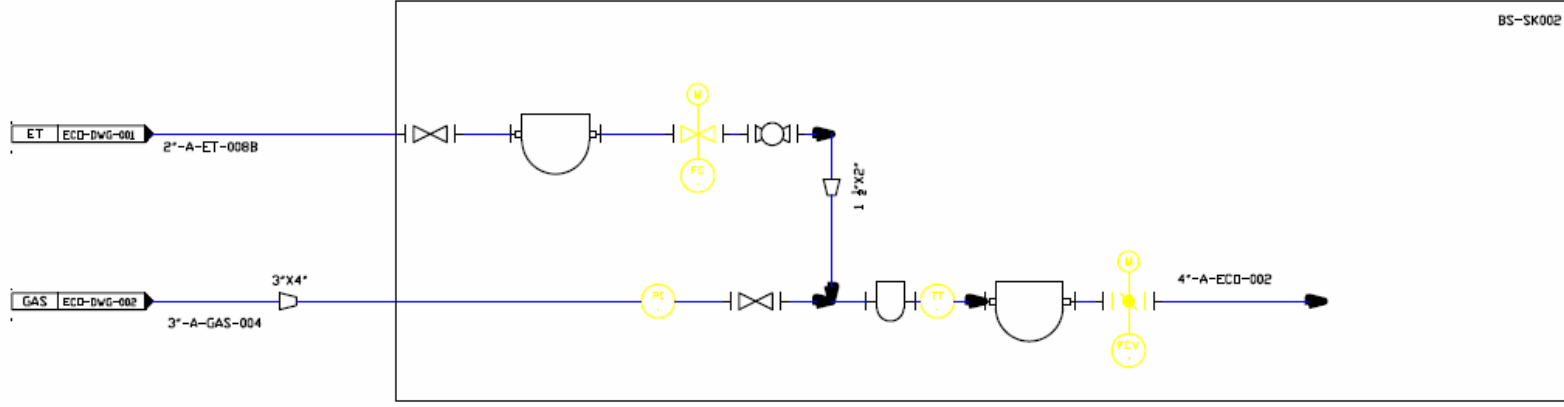 BS-SK002
M
ET ECO-DWG-001
2"-A-ET-008B
FC
1 ½"X2"
3"X4"
M
4"-A-ECO-002
GAS ECO-DWG-002
3"-A-GAS-004
TT
FCV